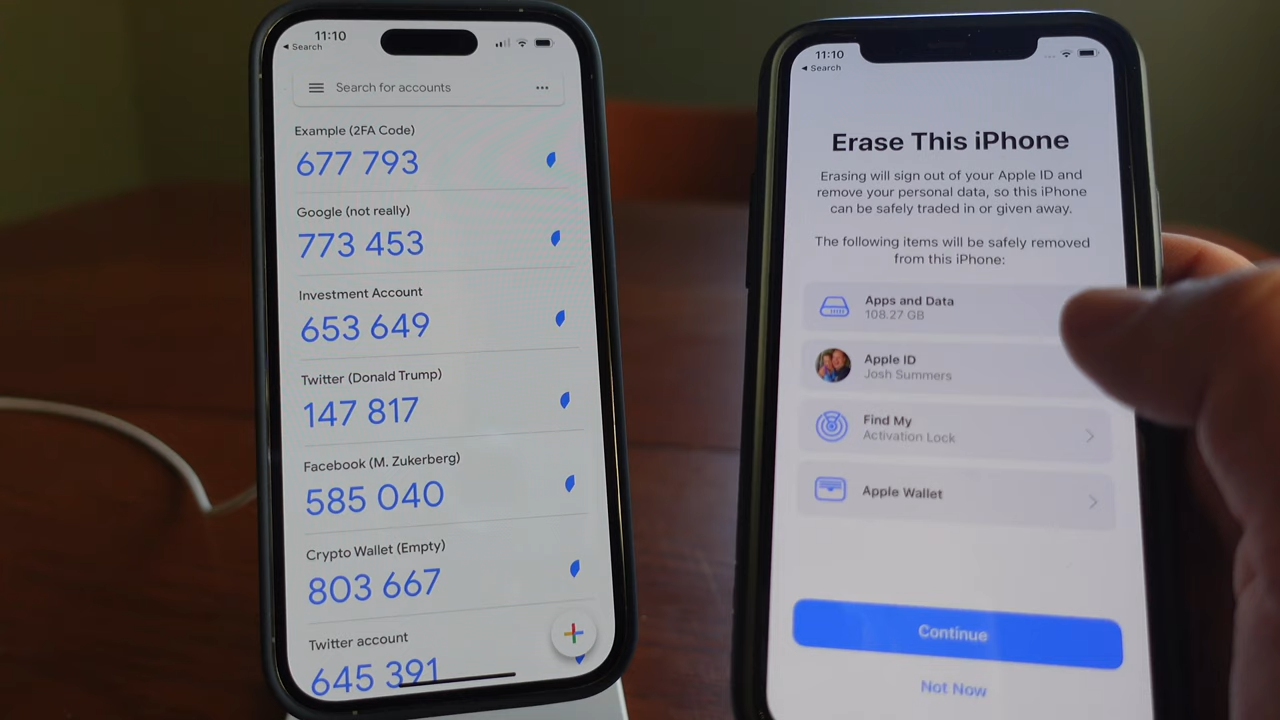 11:10
Search
Search for accounts
Example (2FA Code)
677 793
Google (not really)
773 453
Investment Account
653 649
Twitter (Donald Trump)
147 817
Facebook (M. Zukerberg)
585 040
Crypto Wallet (Empty)
803 667
Twitter account
645 391
11:10
Search
Erase This iPhone
Erasing will sign out of your Apple ID and
remove your personal data, so this iPhone
can be safely traded in or given away.
The following items will be safely removed
from this iPhone:
Apps and Data
108.27 GB
Apple ID
Josh Summers
Find My
Activation Lock
Apple Wallet
Continue
Not Now